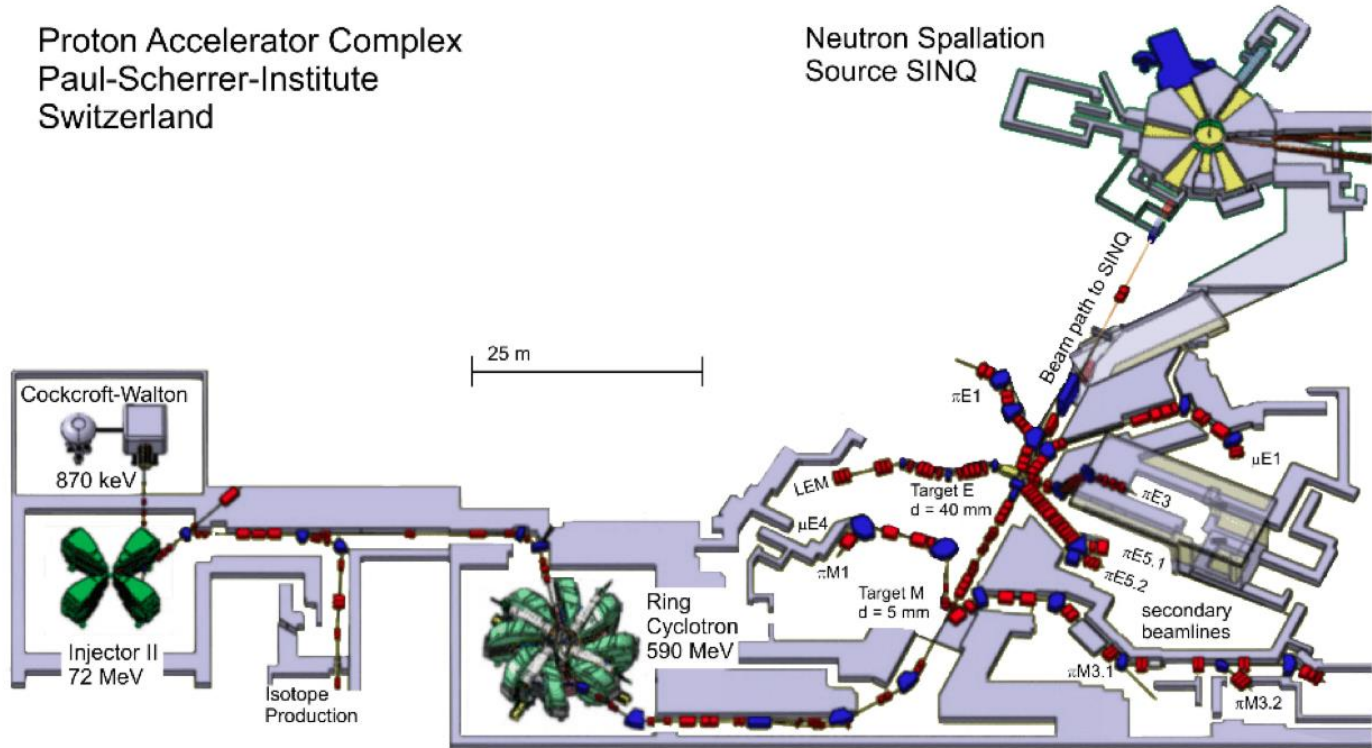 Proton Accelerator Complex
Paul-Scherrer-Institute
Switzerland
Neutron Spallation
Source SINQ
Beam path to SINQ
25 m
Cockcroft-Walton
870 keV
πE1
μE1
LEM
Target E
d = 40 mm
πE3
μE4
πM1
πE5.1
πE5.2
Target M
d = 5 mm
secondary
beamlines
Ring
Cyclotron
590 MeV
Injector II
72 MeV
Isotope
Production
πM3.1
πM3.2